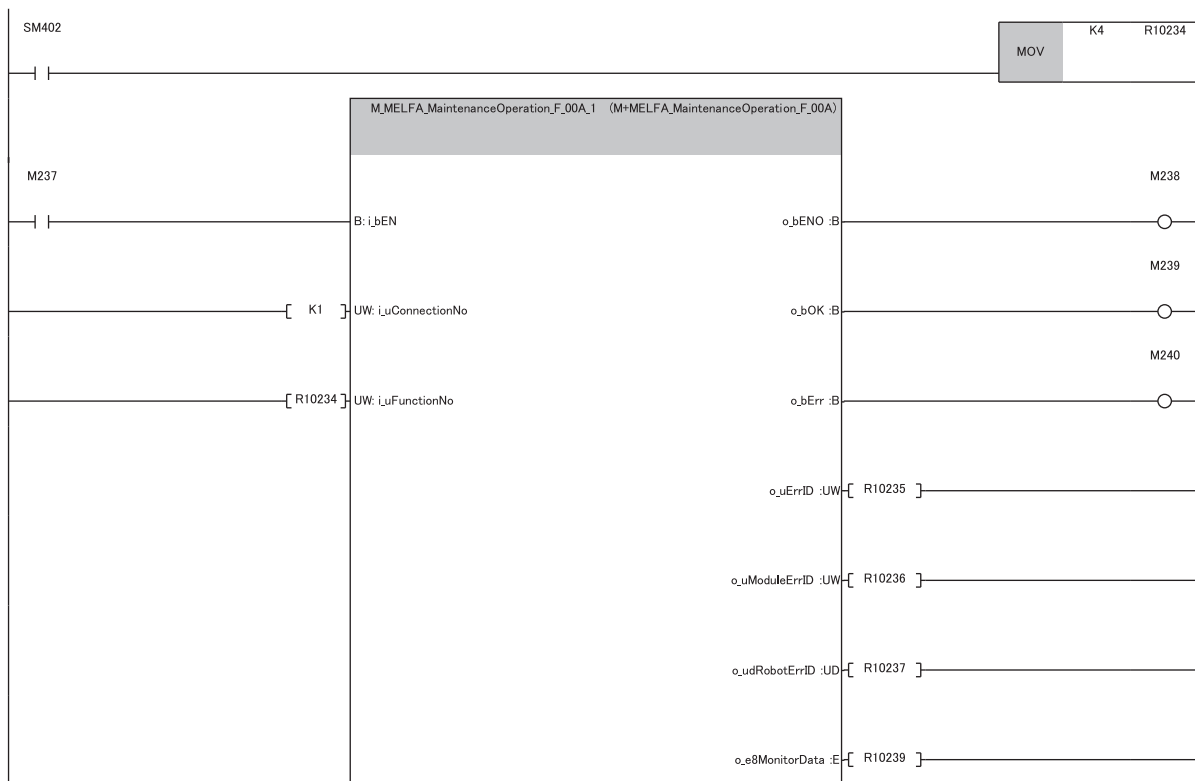 SM402
MOV K4 R10234
M_MELFA_MaintenanceOperation_F_00A_1 (M+MELFA_MaintenanceOperation_F_00A)
M237
M238
B: i_bEN
o_bENO :B
M239
K1
UW: i_uConnectionNo
o_bOK :B
M240
R10234
UW: i_uFunctionNo
o_bErr :B
o_uErrID :UW
R10235
o_uModuleErrID :UW
R10236
o_udRobotErrID :UD
R10237
o_e8MonitorData :E
R10239